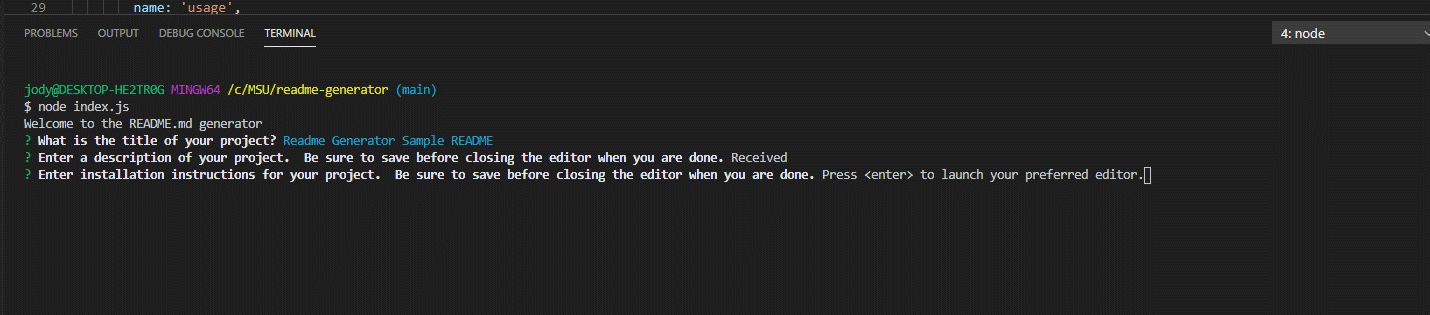 29 name: 'usage',
PROBLEMS OUTPUT DEBUG CONSOLE TERMINAL 4: node
jody@DESKTOP-HE2TR0G MINGW64 /c/MSU/readme-generator (main)
$ node index.js
Welcome to the README.md generator
? What is the title of your project? Readme Generator Sample README
? Enter a description of your project.  Be sure to save before closing the editor when you are done. Received
? Enter installation instructions for your project.  Be sure to save before closing the editor when you are done. Press <enter> to launch your preferred editor.